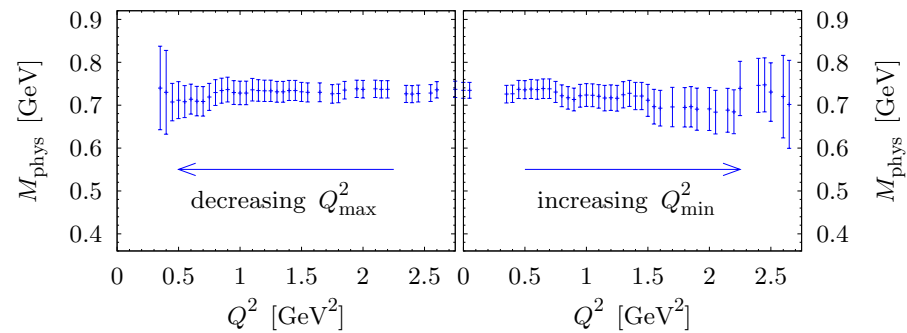 0.9 0.9
0.8 0.8
0.7 0.7
0.6 0.6
0.5 0.5
0.4 0.4
M_phys [GeV]
M_phys [GeV]
decreasing Q²_max
increasing Q²_min
0 0.5 1 1.5 2 2.5 0 0.5 1 1.5 2 2.5
Q² [GeV²] Q² [GeV²]